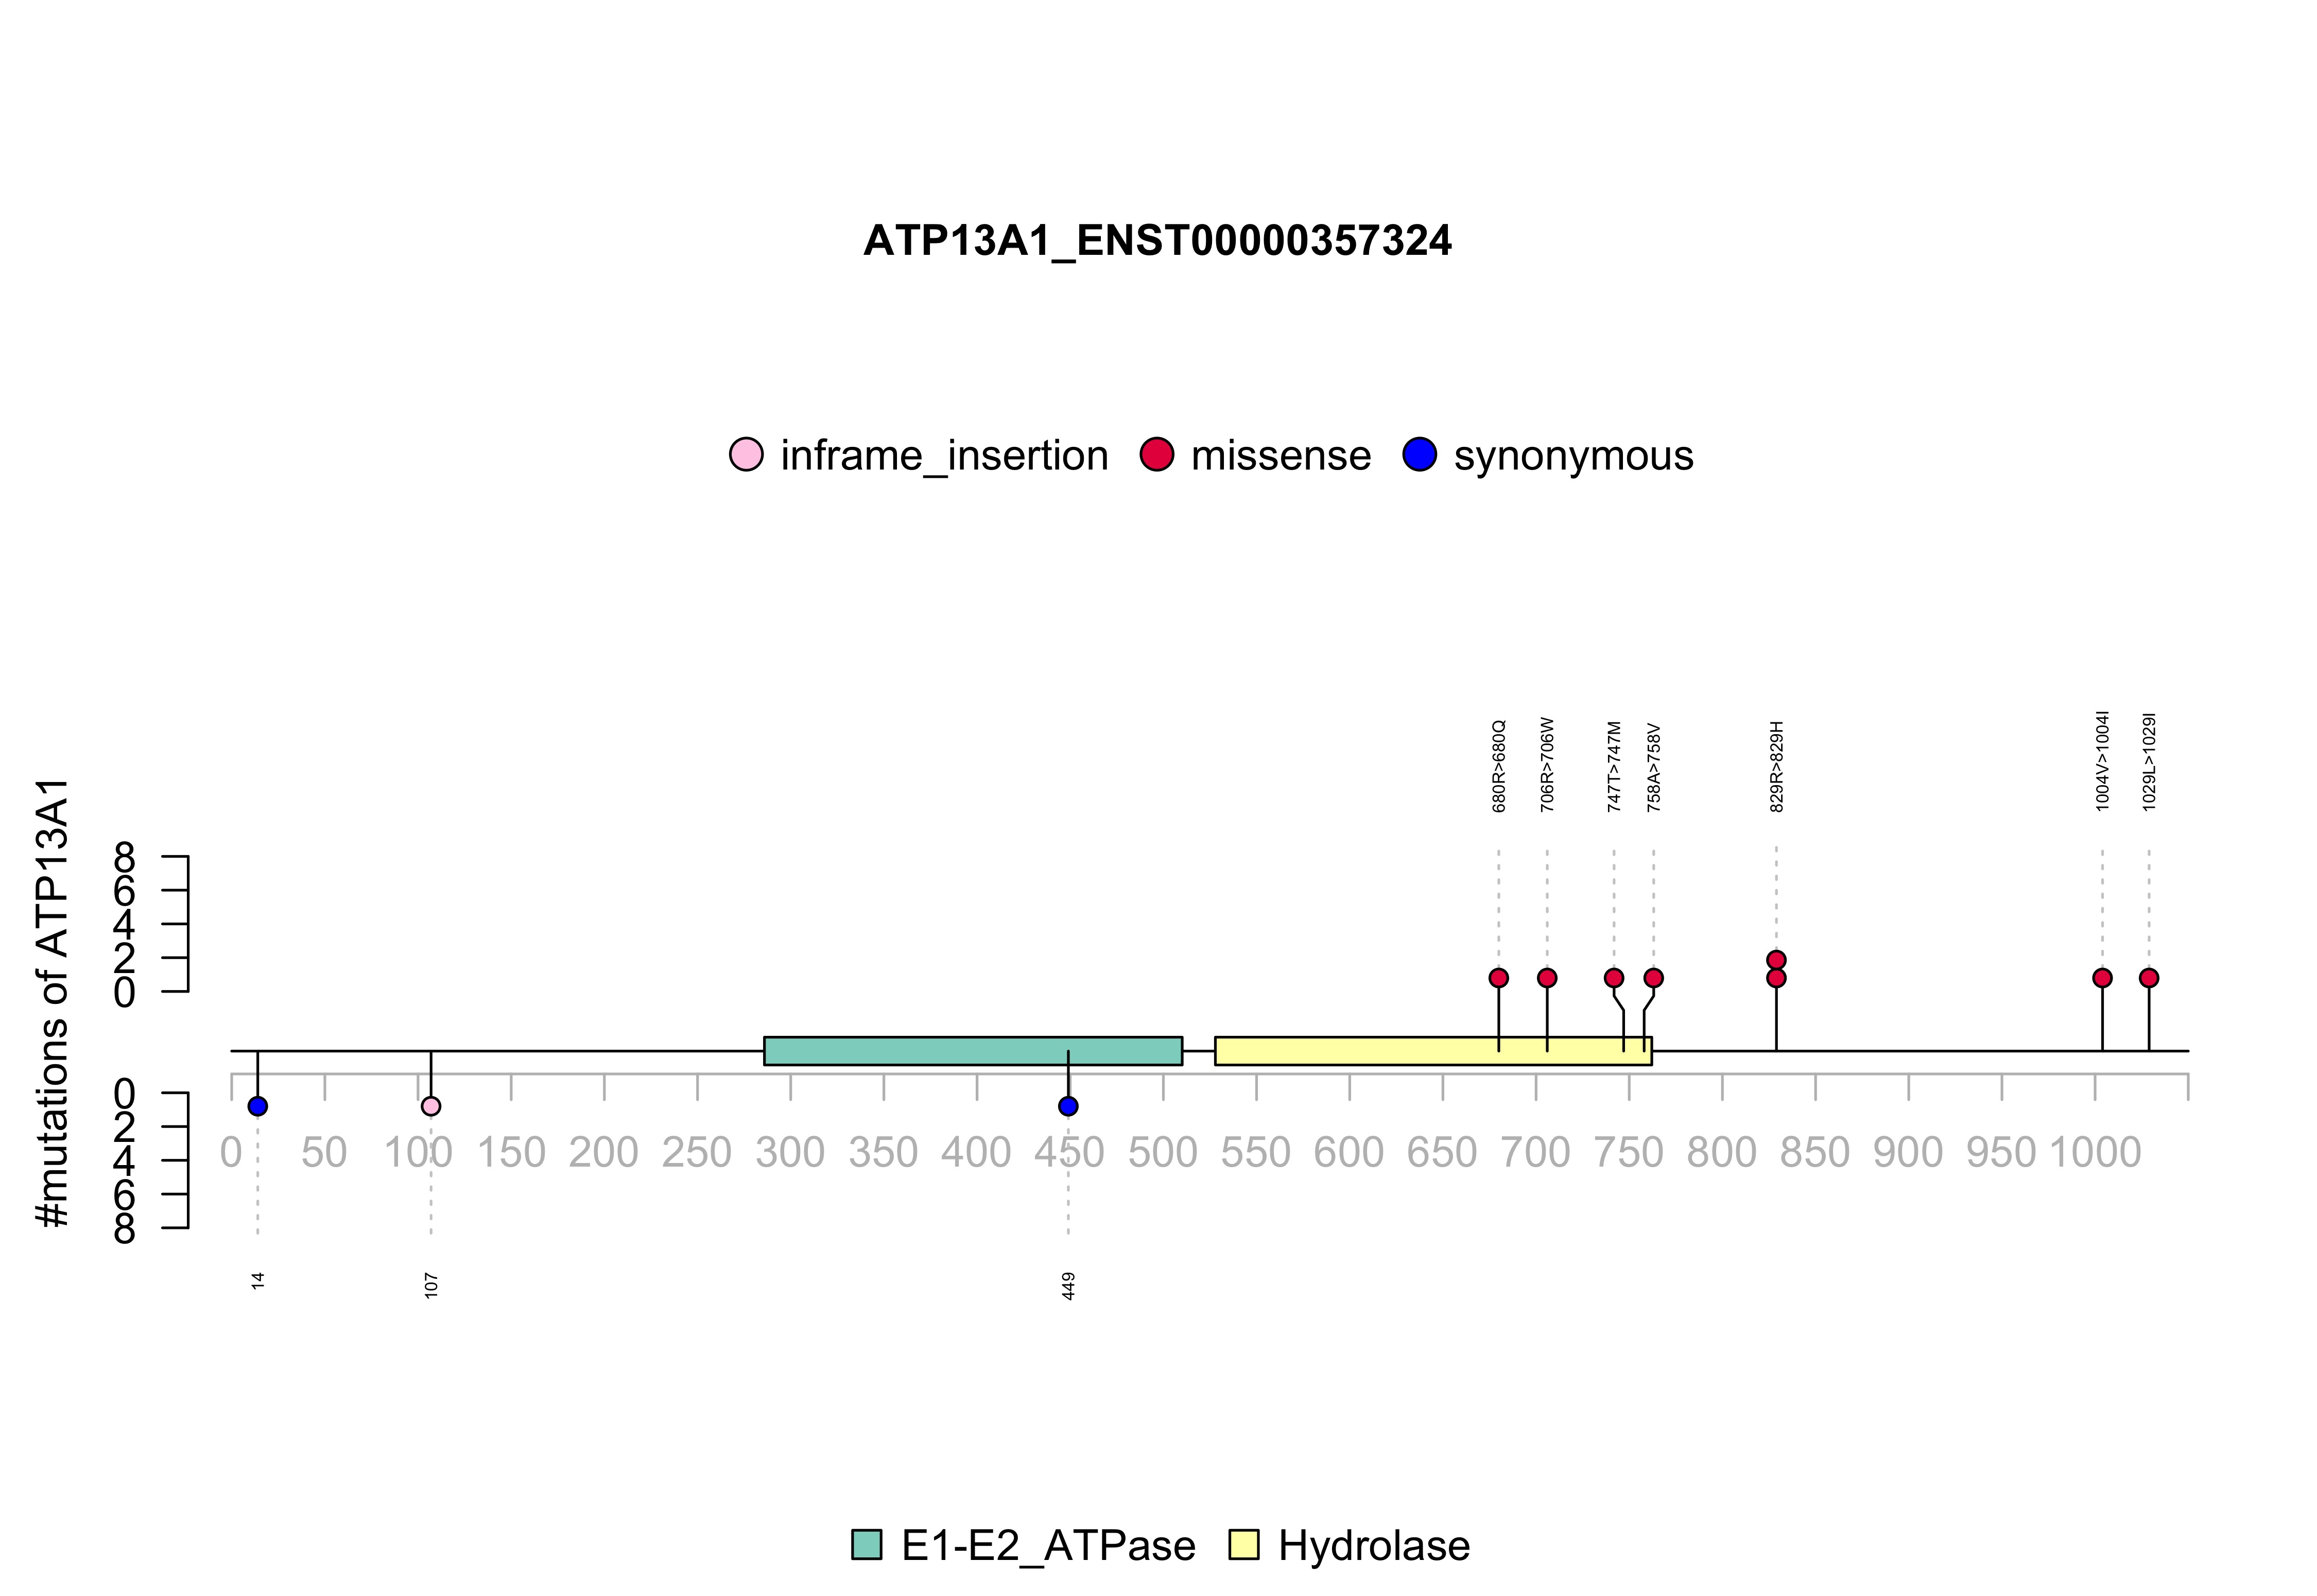 ATP13A1_ENST00000357324
inframe_insertion missense synonymous
680R>680Q
706R>706W
747T>747M
758A>758V
829R>829H
1004V>1004I
1029L>1029I
#mutations of ATP13A1
8
6
4
2
0
0
2
4
6
8
0 50 100 150 200 250 300 350 400 450 500 550 600 650 700 750 800 850 900 950 1000
14
107
449
E1-E2_ATPase Hydrolase